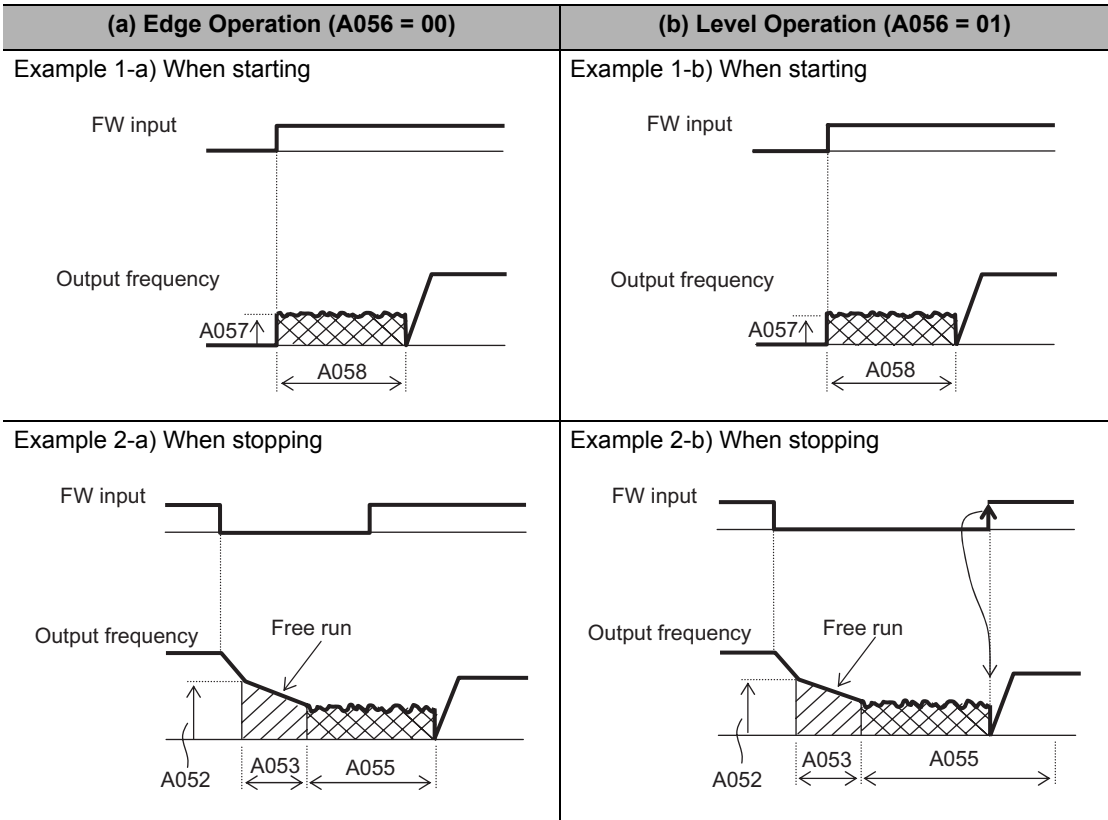 (a) Edge Operation (A056 = 00)
(b) Level Operation (A056 = 01)
Example 1-a) When starting
FW input
Output frequency
A057
A058
Example 1-b) When starting
FW input
Output frequency
A057
A058
Example 2-a) When stopping
FW input
Output frequency
Free run
A052
A053
A055
Example 2-b) When stopping
FW input
Output frequency
Free run
A052
A053
A055